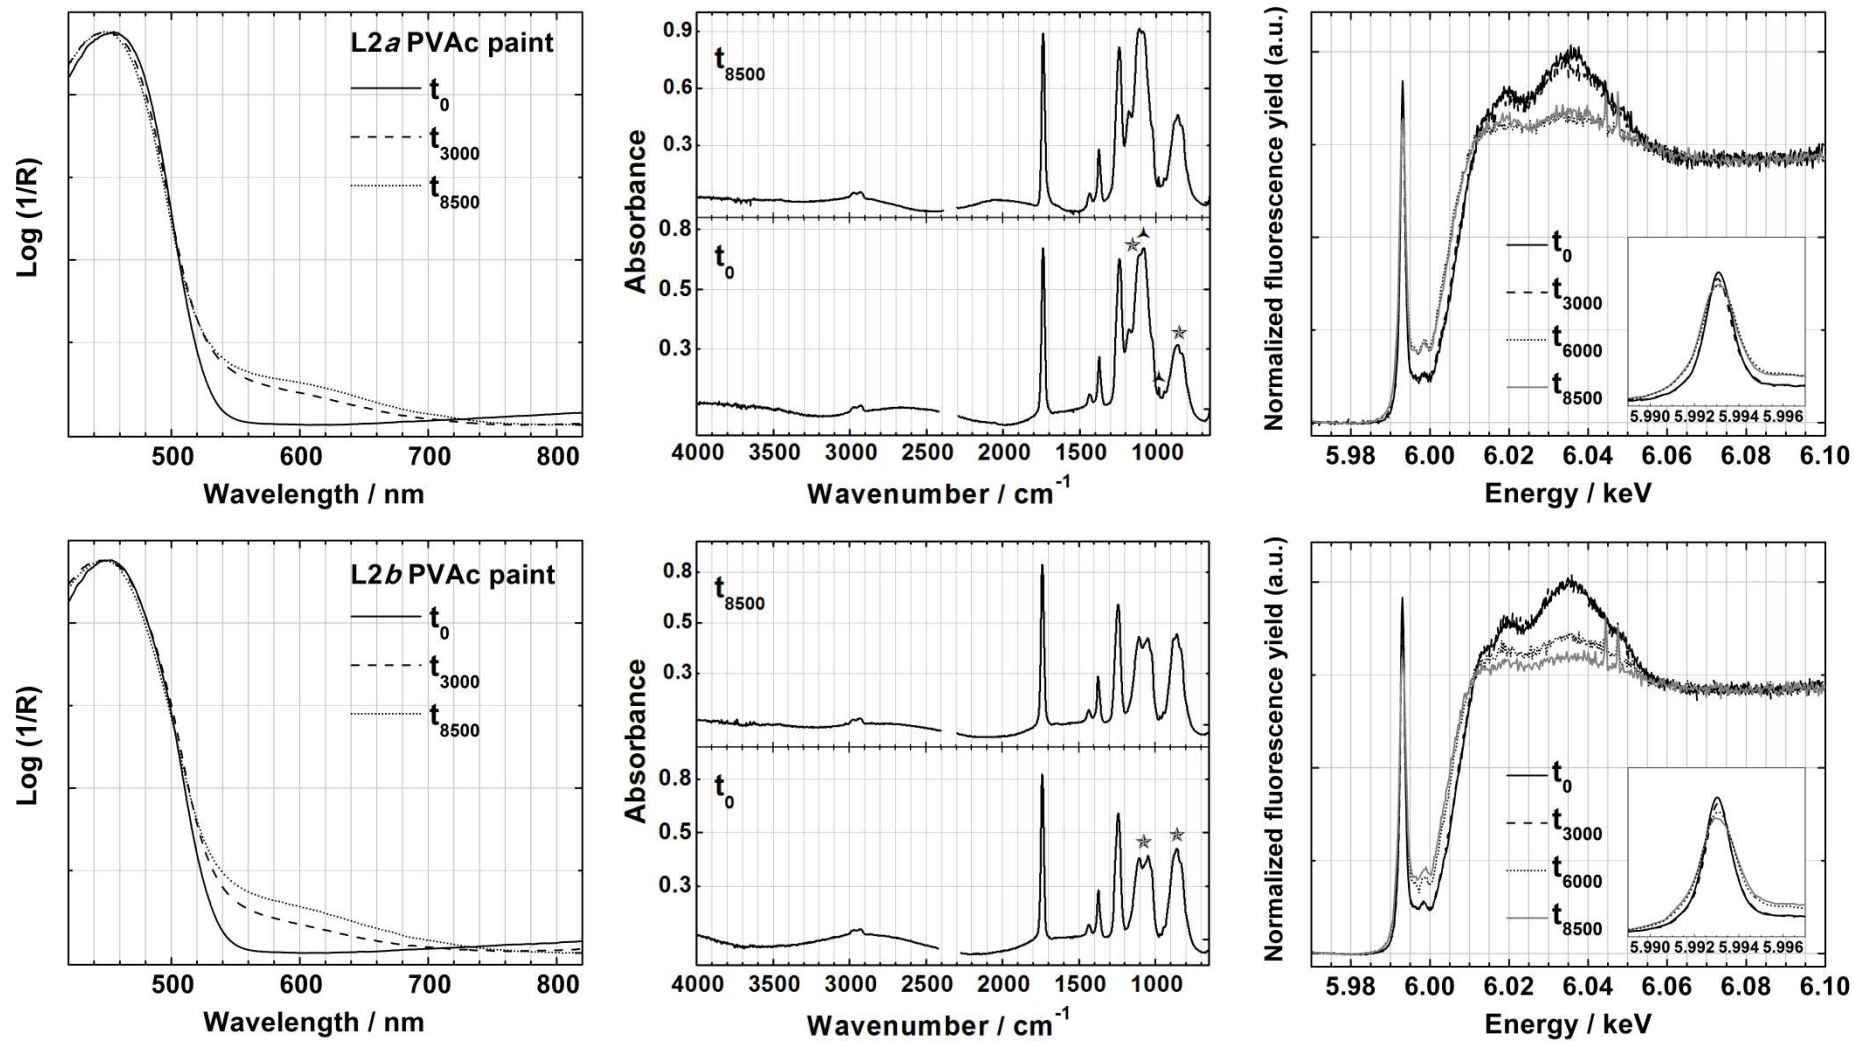 L2a PVAc paint
t0
t3000
t8500
Log (1/R)
500 600 700 800
Wavelength / nm
t8500
0.9
0.6
0.3
t0
0.8
0.5
0.3
Absorbance
4000 3500 3000 2500 2000 1500 1000
Wavenumber / cm-1
Normalized fluorescence yield (a.u.)
t0
t3000
t6000
t8500
5.990 5.992 5.994 5.996
5.98 6.00 6.02 6.04 6.06 6.08 6.10
Energy / keV
L2b PVAc paint
t0
t3000
t8500
Log (1/R)
500 600 700 800
Wavelength / nm
0.8
0.5
0.3
t8500
t0
0.8
0.5
0.3
Absorbance
4000 3500 3000 2500 2000 1500 1000
Wavenumber / cm-1
Normalized fluorescence yield (a.u.)
t0
t3000
t6000
t8500
5.990 5.992 5.994 5.996
5.98 6.00 6.02 6.04 6.06 6.08 6.10
Energy / keV